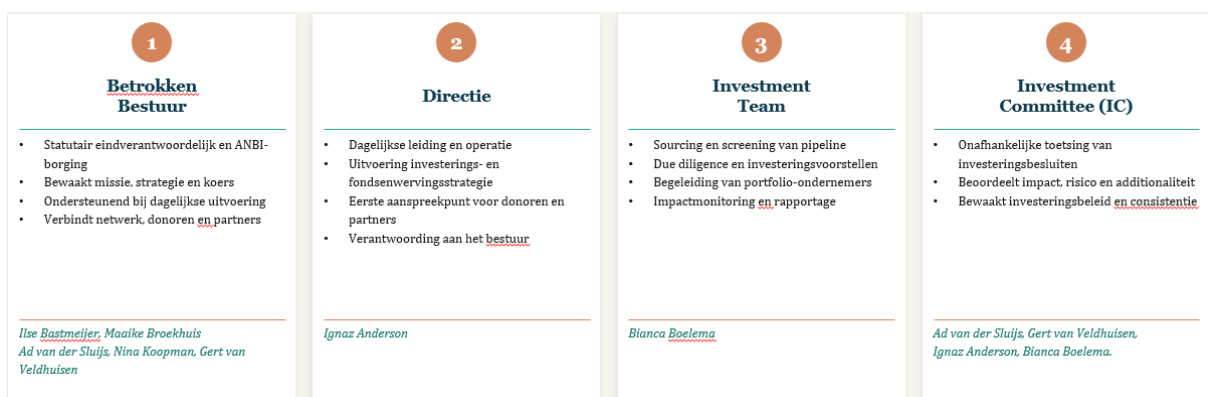 1
Betrokken
Bestuur
• Statutair eindverantwoordelijk en ANBI-
borging
• Bewaakt missie, strategie en koers
• Ondersteunend bij dagelijkse uitvoering
• Verbindt netwerk, donoren en partners
Ilse Bastmeijer, Maaike Broekhuis
Ad van der Sluijs, Nina Koopman, Gert van
Veldhuisen
2
Directie
• Dagelijkse leiding en operatie
• Uitvoering investerings- en
fondsenwervingsstrategie
• Eerste aanspreekpunt voor donoren en
partners
• Verantwoording aan het bestuur
Ignaz Anderson
3
Investment
Team
• Sourcing en screening van pipeline
• Due diligence en investeringsvoorstellen
• Begeleiding van portfolio-ondernemers
• Impactmonitoring en rapportage
Bianca Boelema
4
Investment
Committee (IC)
• Onafhankelijke toetsing van
investeringsbesluiten
• Beoordeelt impact, risico en additionaliteit
• Bewaakt investeringsbeleid en consistentie
Ad van der Sluijs, Gert van Veldhuisen,
Ignaz Anderson, Bianca Boelema.